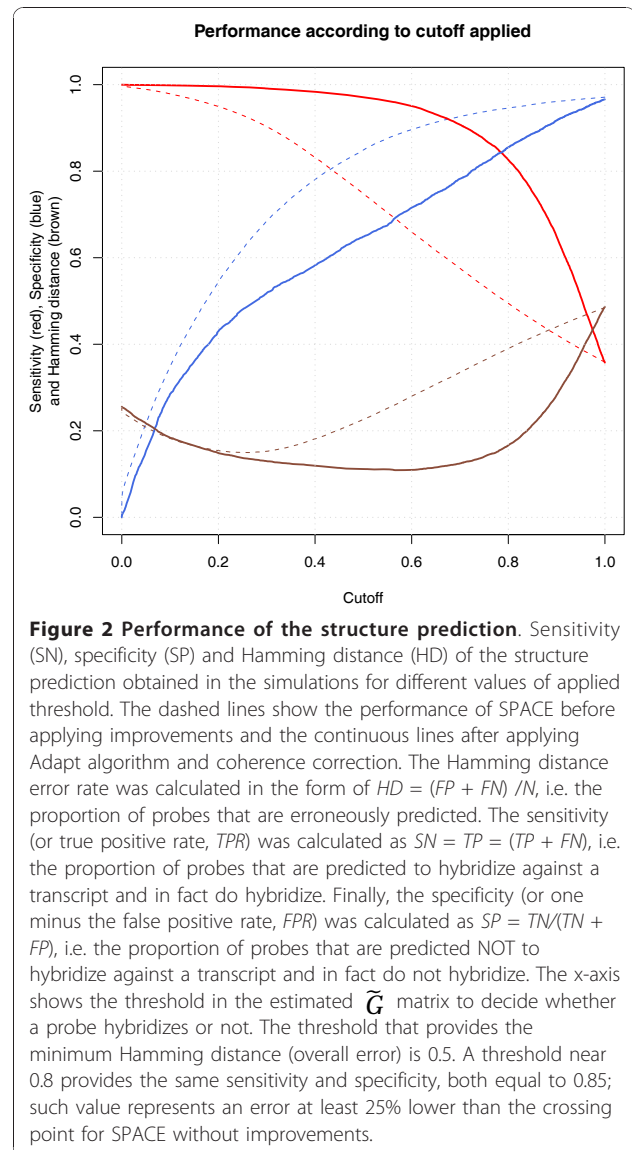 Performance according to cutoff applied
1.0
0.8
0.6
0.4
0.2
0.0
Sensitivity (red), Specificity (blue)
and Hamming distance (brown)
0.0 0.2 0.4 0.6 0.8 1.0
Cutoff
Figure 2 Performance of the structure prediction. Sensitivity
(SN), specificity (SP) and Hamming distance (HD) of the structure
prediction obtained in the simulations for different values of applied
threshold. The dashed lines show the performance of SPACE before
applying improvements and the continuous lines after applying
Adapt algorithm and coherence correction. The Hamming distance
error rate was calculated in the form of HD = (FP + FN) /N, i.e. the
proportion of probes that are erroneously predicted. The sensitivity
(or true positive rate, TPR) was calculated as SN = TP = (TP + FN), i.e.
the proportion of probes that are predicted to hybridize against a
transcript and in fact do hybridize. Finally, the specificity (or one
minus the false positive rate, FPR) was calculated as SP = TN/(TN +
FP), i.e. the proportion of probes that are predicted NOT to
hybridize against a transcript and in fact do not hybridize. The x-axis
shows the threshold in the estimated G̃ matrix to decide whether
a probe hybridizes or not. The threshold that provides the
minimum Hamming distance (overall error) is 0.5. A threshold near
0.8 provides the same sensitivity and specificity, both equal to 0.85;
such value represents an error at least 25% lower than the crossing
point for SPACE without improvements.